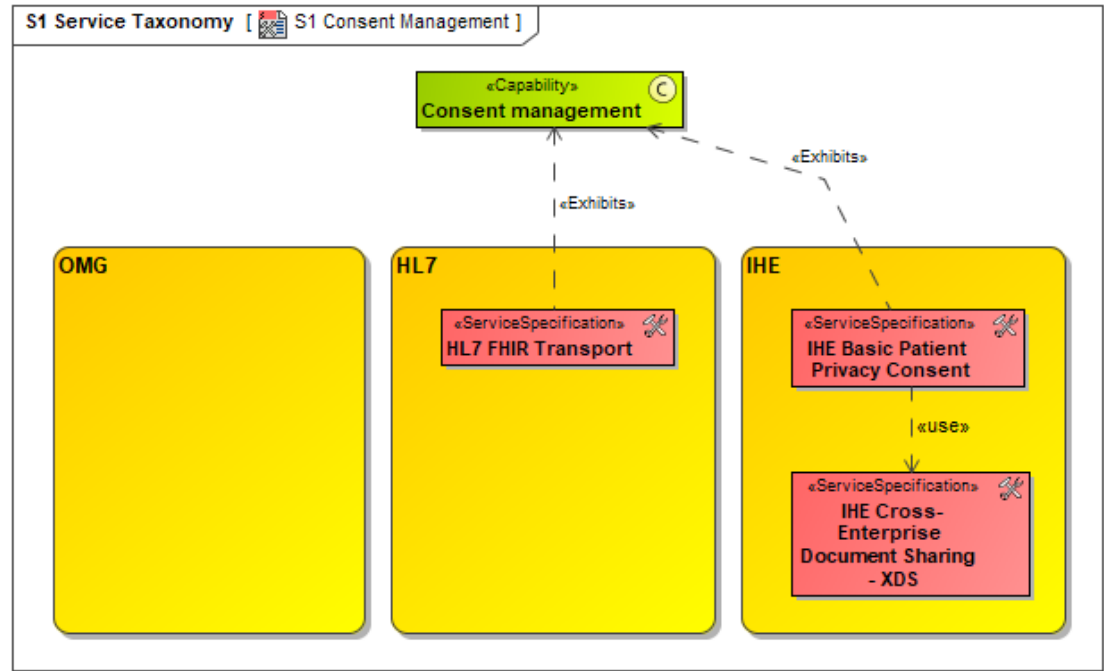 S1 Service Taxonomy [ S1 Consent Management ]
«Capability»
C
Consent management
«Exhibits»
«Exhibits»
OMG
HL7
IHE
«ServiceSpecification»
HL7 FHIR Transport
«ServiceSpecification»
IHE Basic Patient
Privacy Consent
«use»
«ServiceSpecification»
IHE Cross-
Enterprise
Document Sharing
- XDS